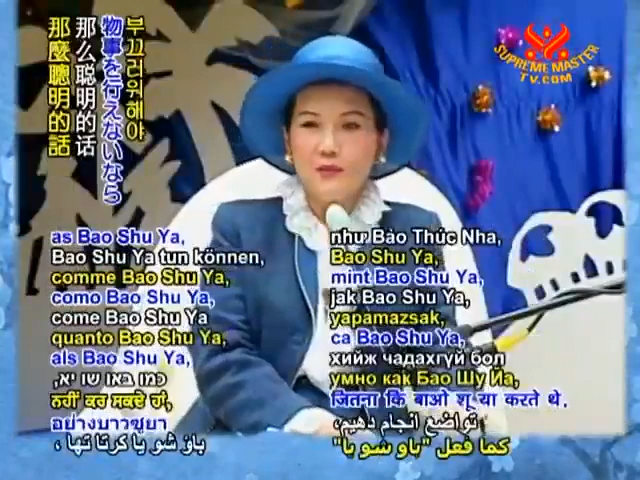 부끄러워해야
物事を行えないなら
那么聪明的话
那麼聰明的話
SUPREME MASTER
TV.COM
as Bao Shu Ya,
Bao Shu Ya tun können,
comme Bao Shu Ya,
como Bao Shu Ya,
come Bao Shu Ya
quanto Bao Shu Ya,
als Bao Shu Ya,
כמו באו שו יא,
ਨਹੀਂ ਕਰ ਸਕਦੇ ਹਾਂ,
อย่างบาวซูยา
باؤ شو یا کرتا تھا ،
như Bảo Thúc Nha,
Bao Shu Ya,
mint Bao Shu Ya,
jak Bao Shu Ya,
yapamazsak,
ca Bao Shu Ya,
хийж чадахгүй бол
умно как Бао Шу Йа,
जितना कि बाओ शू या करते थे.
تواضع انجام دهیم،
كما فعل "باو شو يا"